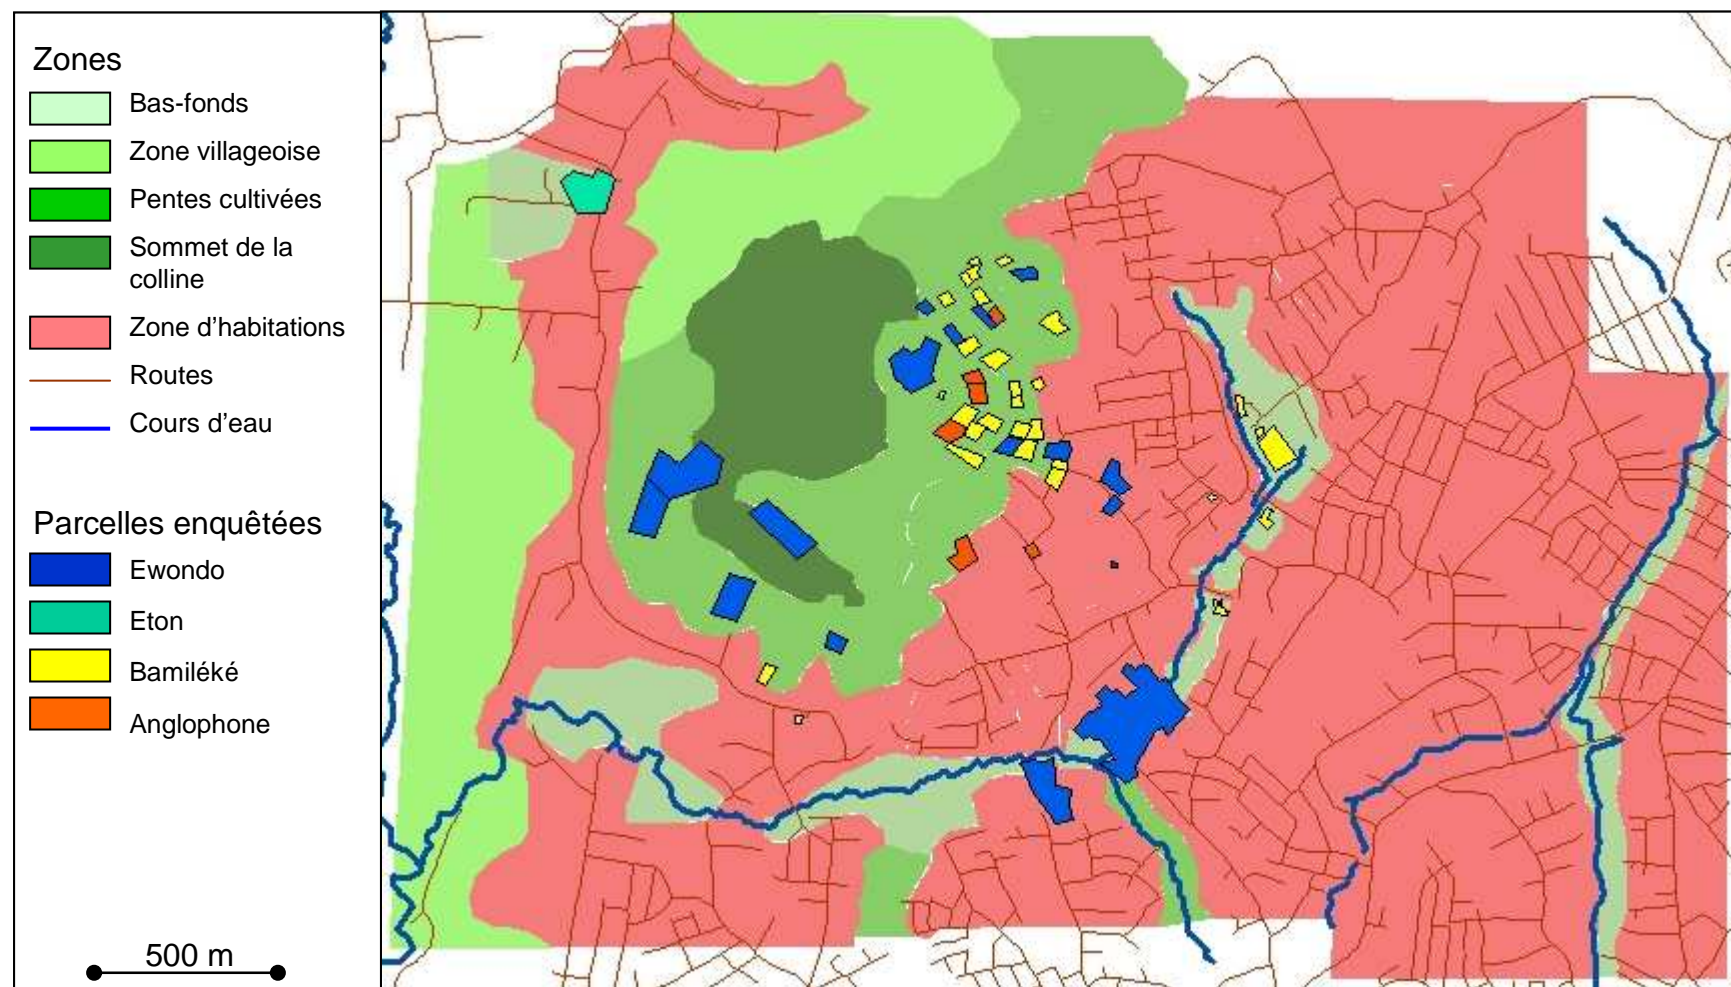 Zones
Bas-fonds
Zone villageoise
Pentes cultivées
Sommet de la
colline
Zone d'habitations
Routes
Cours d'eau
Parcelles enquêtées
Ewondo
Eton
Bamiléké
Anglophone
500 m